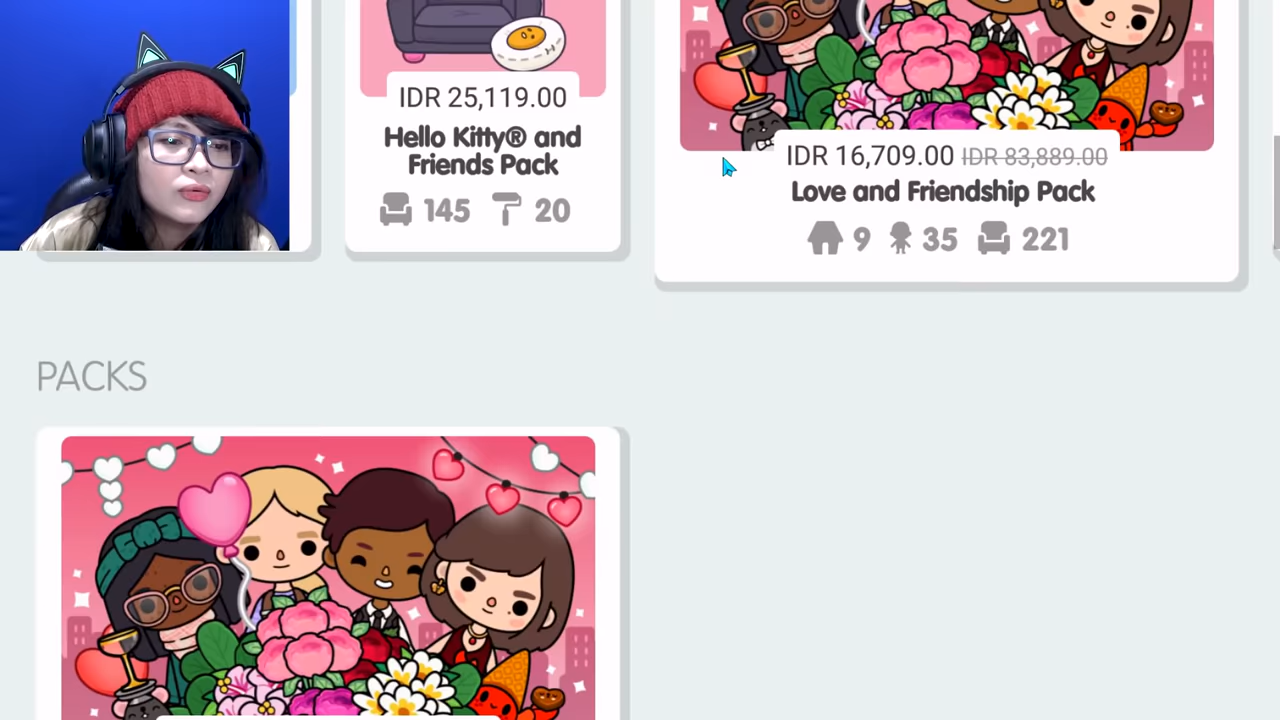 IDR 25,119.00
Hello Kitty® and
Friends Pack
145 20
IDR 16,709.00 IDR 83,889.00
Love and Friendship Pack
9 35 221
PACKS